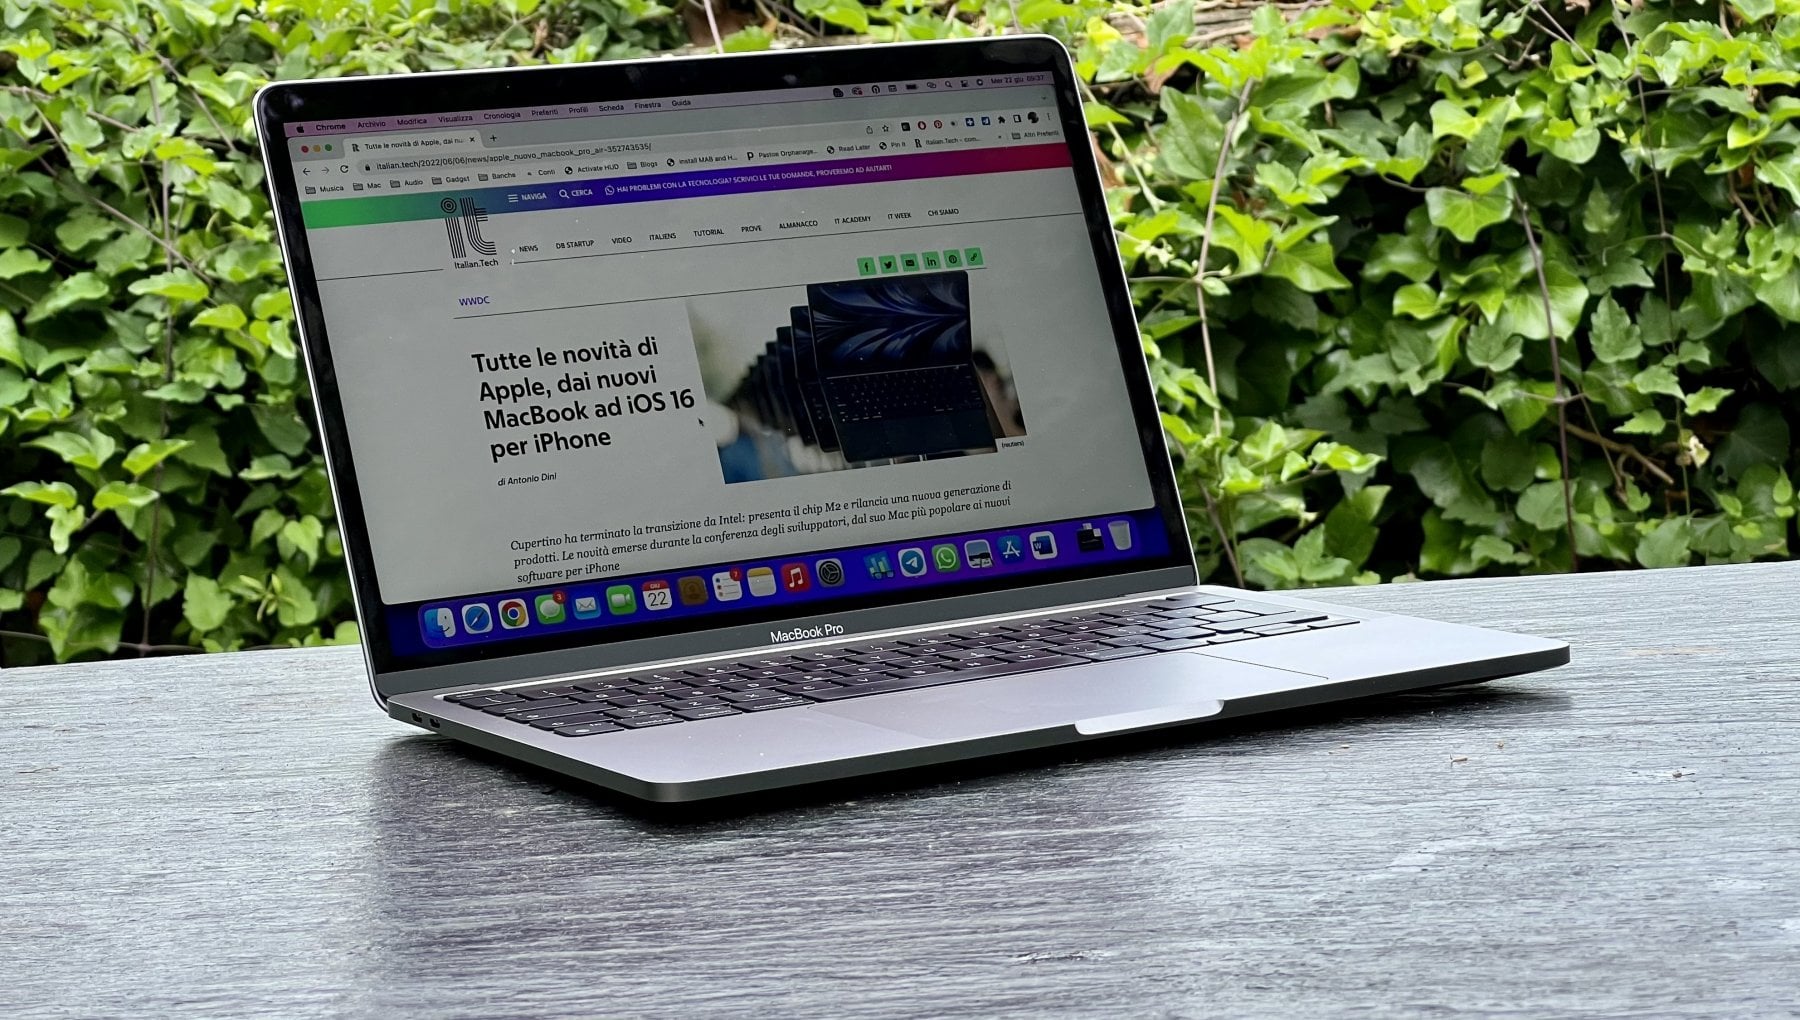 Chrome Archivio Modifica Visualizza Cronologia Preferiti Profili Scheda Finestra Guida Mer 22 giu 09:37
Tutte le novità di Apple, dai nu
italian.tech/2022/06/06/news/apple_nuovo_macbook_pro_air-352743535/
Musica Mac Audio Gadget Banche Conti Activate HUD Blogs install MAB and H... Pastoe Orphanage... Read Later Pin It Italian.Tech - com... Altri Preferiti
NAVIGA CERCA HAI PROBLEMI CON LA TECNOLOGIA? SCRIVICI LE TUE DOMANDE, PROVEREMO AD AIUTARTI
it
Italian.Tech
NEWS DB STARTUP VIDEO ITALIENS TUTORIAL PROVE ALMANACCO IT ACADEMY IT WEEK CHI SIAMO
WWDC
Tutte le novità di
Apple, dai nuovi
MacBook ad iOS 16
per iPhone
di Antonio Dini
(reuters)
Cupertino ha terminato la transizione da Intel: presenta il chip M2 e rilancia una nuova generazione di
prodotti. Le novità emerse durante la conferenza degli sviluppatori, dal suo Mac più popolare ai nuovi
software per iPhone
3
GIU
22
7
MacBook Pro